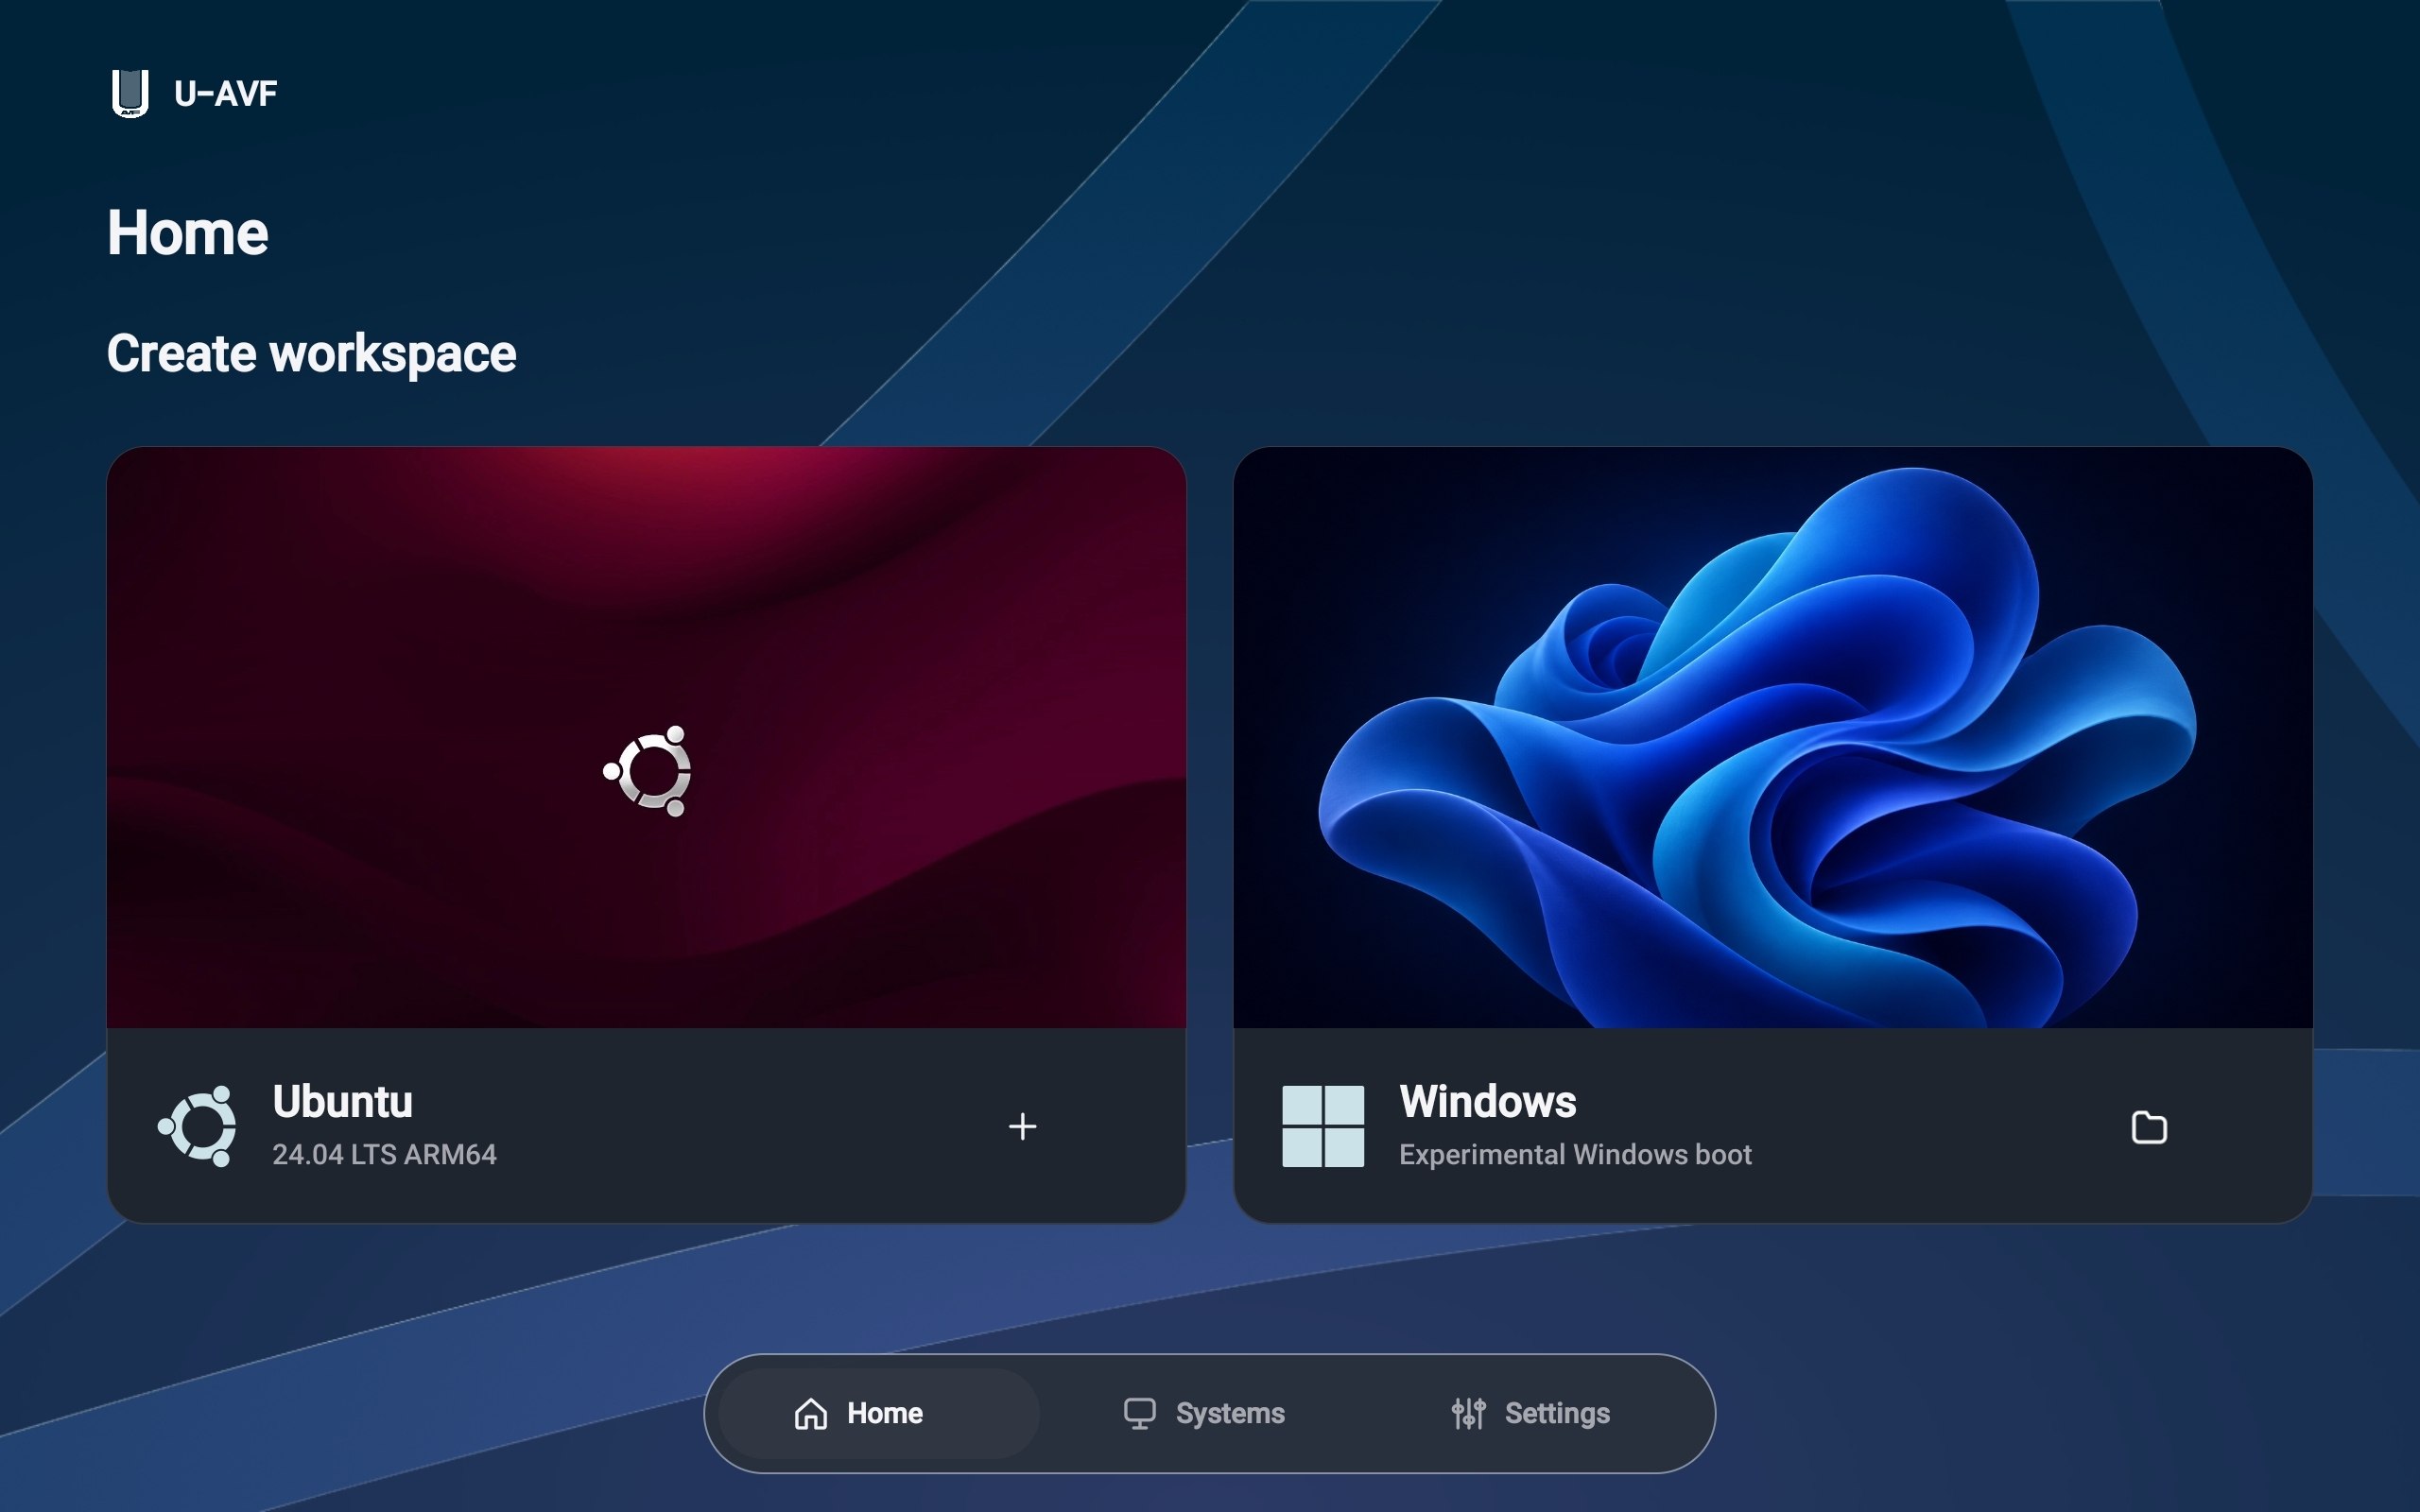 U-AVF
Home
Create workspace
Ubuntu
24.04 LTS ARM64
Windows
Experimental Windows boot
Home
Systems
Settings